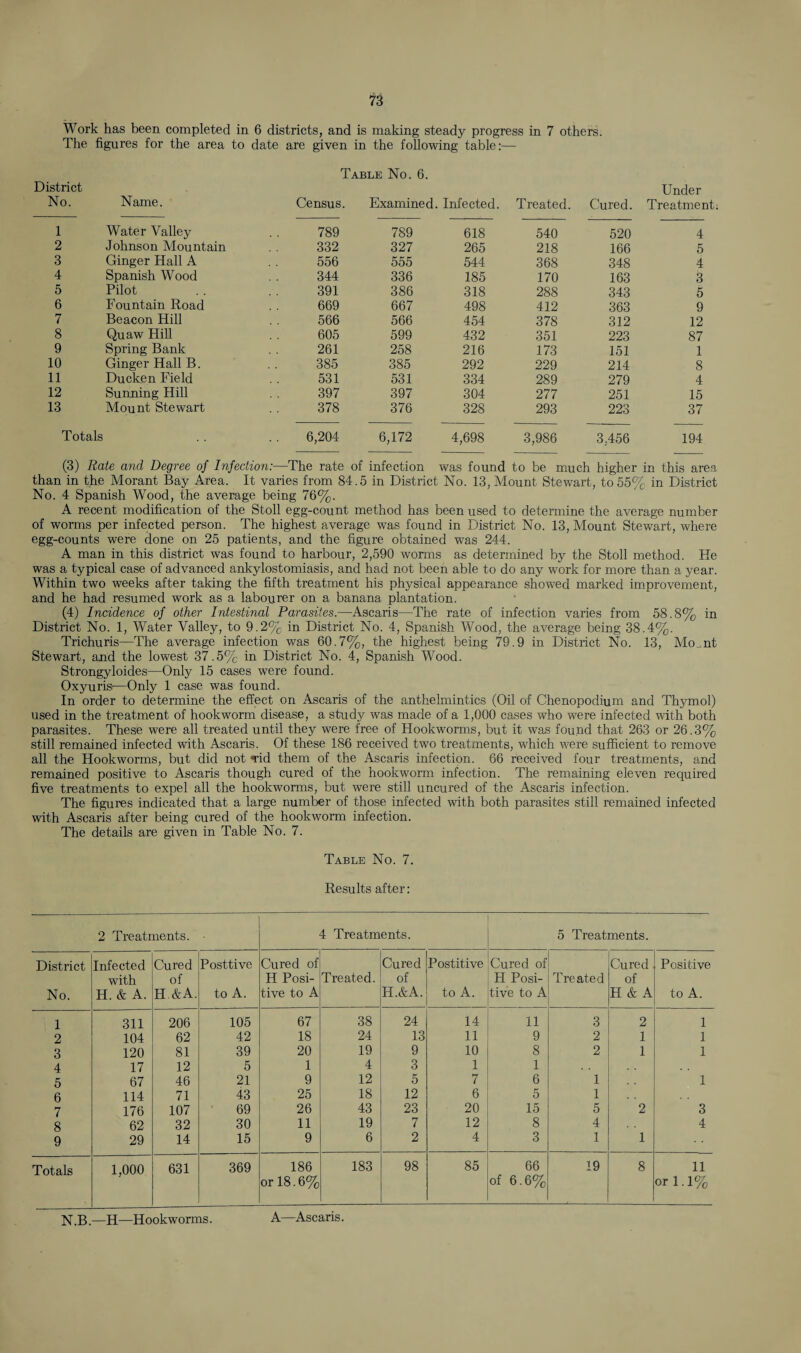 73
Work has been completed in 6 districts, and is making steady progress in 7 others.
The figures for the area to date are given in the following table:—
Table No. 6.
District No. Name. Census. Examined. Infected. Treated. Cured. Under Treatment.
1 Water Valley . . 789 789 618 540 520 4
2 Johnson Mountain . . 332 327 265 218 166 5
3 Ginger Hall A . . 556 555 544 368 348 4
4 Spanish Wood . . 344 336 185 170 163 3
5 Pilot . . . . 391 386 318 288 343 5
6 Fountain Road . . 669 667 498 412 363 9
7 Beacon Hill . . 566 566 454 378 312 12
8 Quaw Hill . . 605 599 432 351 223 87
9 Spring Bank . . 261 258 216 173 151 1
10 Ginger Hall B. . . 385 385 292 229 214 8
11 Ducken Field . . 531 531 334 289 279 4
12 Sunning Hill . . 397 397 304 277 251 15
13 Mount Stewart . . 378 376 328 293 223 37
Totals . . . . 6,204 6,172 4,698 3,986 3,456 194
(3) Rate and Degree of Infection:—The rate of infection was found to be much higher in this area
than in the Morant Bay Area. It varies from 84.5 in District No. 13, Mount Stewart, to 55% in District
No. 4 Spanish Wood, the average being 76%.
A recent modification of the Stoll egg-count method has been used to determine the average number
of worms per infected person. The highest average was found in District No. 13, Mount Stewart, where
egg-counts were done on 25 patients, and the figure obtained was 244.
A man in this district was found to harbour, 2,590 worms as determined by the Stoll method. He
was a typical case of advanced ankylostomiasis, and had not been able to do any work for more than a year.
Within two weeks after taking the fifth treatment his physical appearance showed marked improvement,
and he had resumed work as a labourer on a banana plantation.
(4) Incidence of other Intestinal Parasites.—Ascaris—The rate of infection varies from 58.8% in
District No. 1, Water Valley, to 9.2% in District No. 4, Spanish Wood, the average being 38.4%.
Trichuris—The average infection was 60.7%, the highest being 79.9 in District No. 13, Mo nt
Stewart, and the lowest 37.5% in District No. 4, Spanish Wood.
Strongyloides—Only 15 cases were found.
Oxyuris—Only 1 case was found.
In order to determine the effect on Ascaris of the anthelmintics (Oil of Chenopodium and Thymol)
used in the treatment of hookworm disease, a study was made of a 1,000 cases who were infected with both
parasites. These were all treated until they were free of Hookworms, but it was found that 263 or 26.3%
still remained infected with Ascaris. Of these 186 received two treatments, which were sufficient to remove
all the Hookworms, but did not rid them of the Ascaris infection. 66 received four treatments, and
remained positive to Ascaris though cured of the hookworm infection. The remaining eleven required
five treatments to expel all the hookworms, but were still uncured of the Ascaris infection.
The figures indicated that a large number of those infected with both parasites still remained infected
with Ascaris after being cured of the hookworm infection.
The details are given in Table No. 7.
Table No. 7.
Results after:
2 Treatments. 4 Treatments. 5 Treatments.
District No. Infected with H. & A. Cured of H &A. Posttive to A. Cured of H Posi- tive to A Treated. Cured of H.&A. Postitive to A. Cured of H Posi- tive to A Treated Cured of H & A Positive to A.
1 311 206 105 67 38 24 14 11 3 2 1
2 104 62 42 18 24 13 11 9 2 1 1
3 120 81 39 20 19 9 10 8 2 1 1
4 17 12 5 1 4 3 1 1 . . . . . .
5 67 46 21 9 12 5 7 6 1 . . 1
6 114 71 43 25 18 12 6 5 1 . . . .
7 176 107 69 26 43 23 20 15 5 2 3
8 62 32 30 11 19 7 12 8 4 . . 4
9 29 14 15 9 6 2 4 3 1 1 . .
Totals 1,000 631 369 186 or 18.6% 183 98 85 66 of 6.6% 19 8 11 or 1.1%
N.B.—H—Hookworms. A—Ascaris.